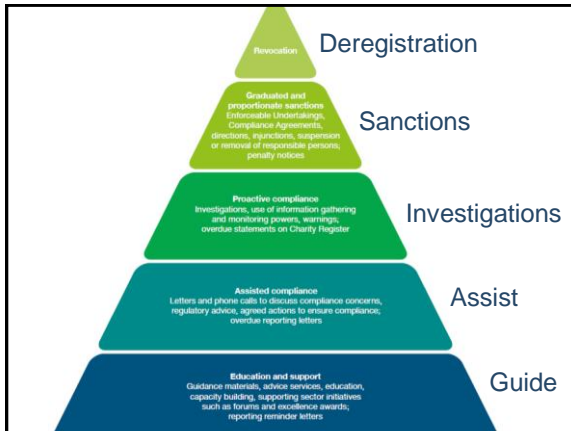 Revocation
Deregistration
Graduated and
proportionate sanctions
Enforceable Undertakings,
Compliance Agreements,
directions, injunctions, suspension
or removal of responsible persons;
penalty notices
Sanctions
Proactive compliance
Investigations, use of information gathering
and monitoring powers, warnings;
overdue statements on Charity Register
Investigations
Assisted compliance
Letters and phone calls to discuss compliance concerns,
regulatory advice, agreed actions to ensure compliance;
overdue reporting letters
Assist
Education and support
Guidance materials, advice services, education,
capacity building, supporting sector initiatives
such as forums and excellence awards;
reporting reminder letters
Guide